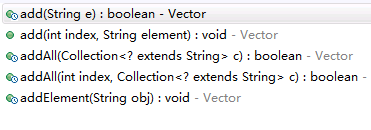 add(String e) : boolean - Vector
add(int index, String element) : void - Vector
addAll(Collection<? extends String> c) : boolean - Vector
addAll(int index, Collection<? extends String> c) : boolean - Vector
addElement(String obj) : void - Vector